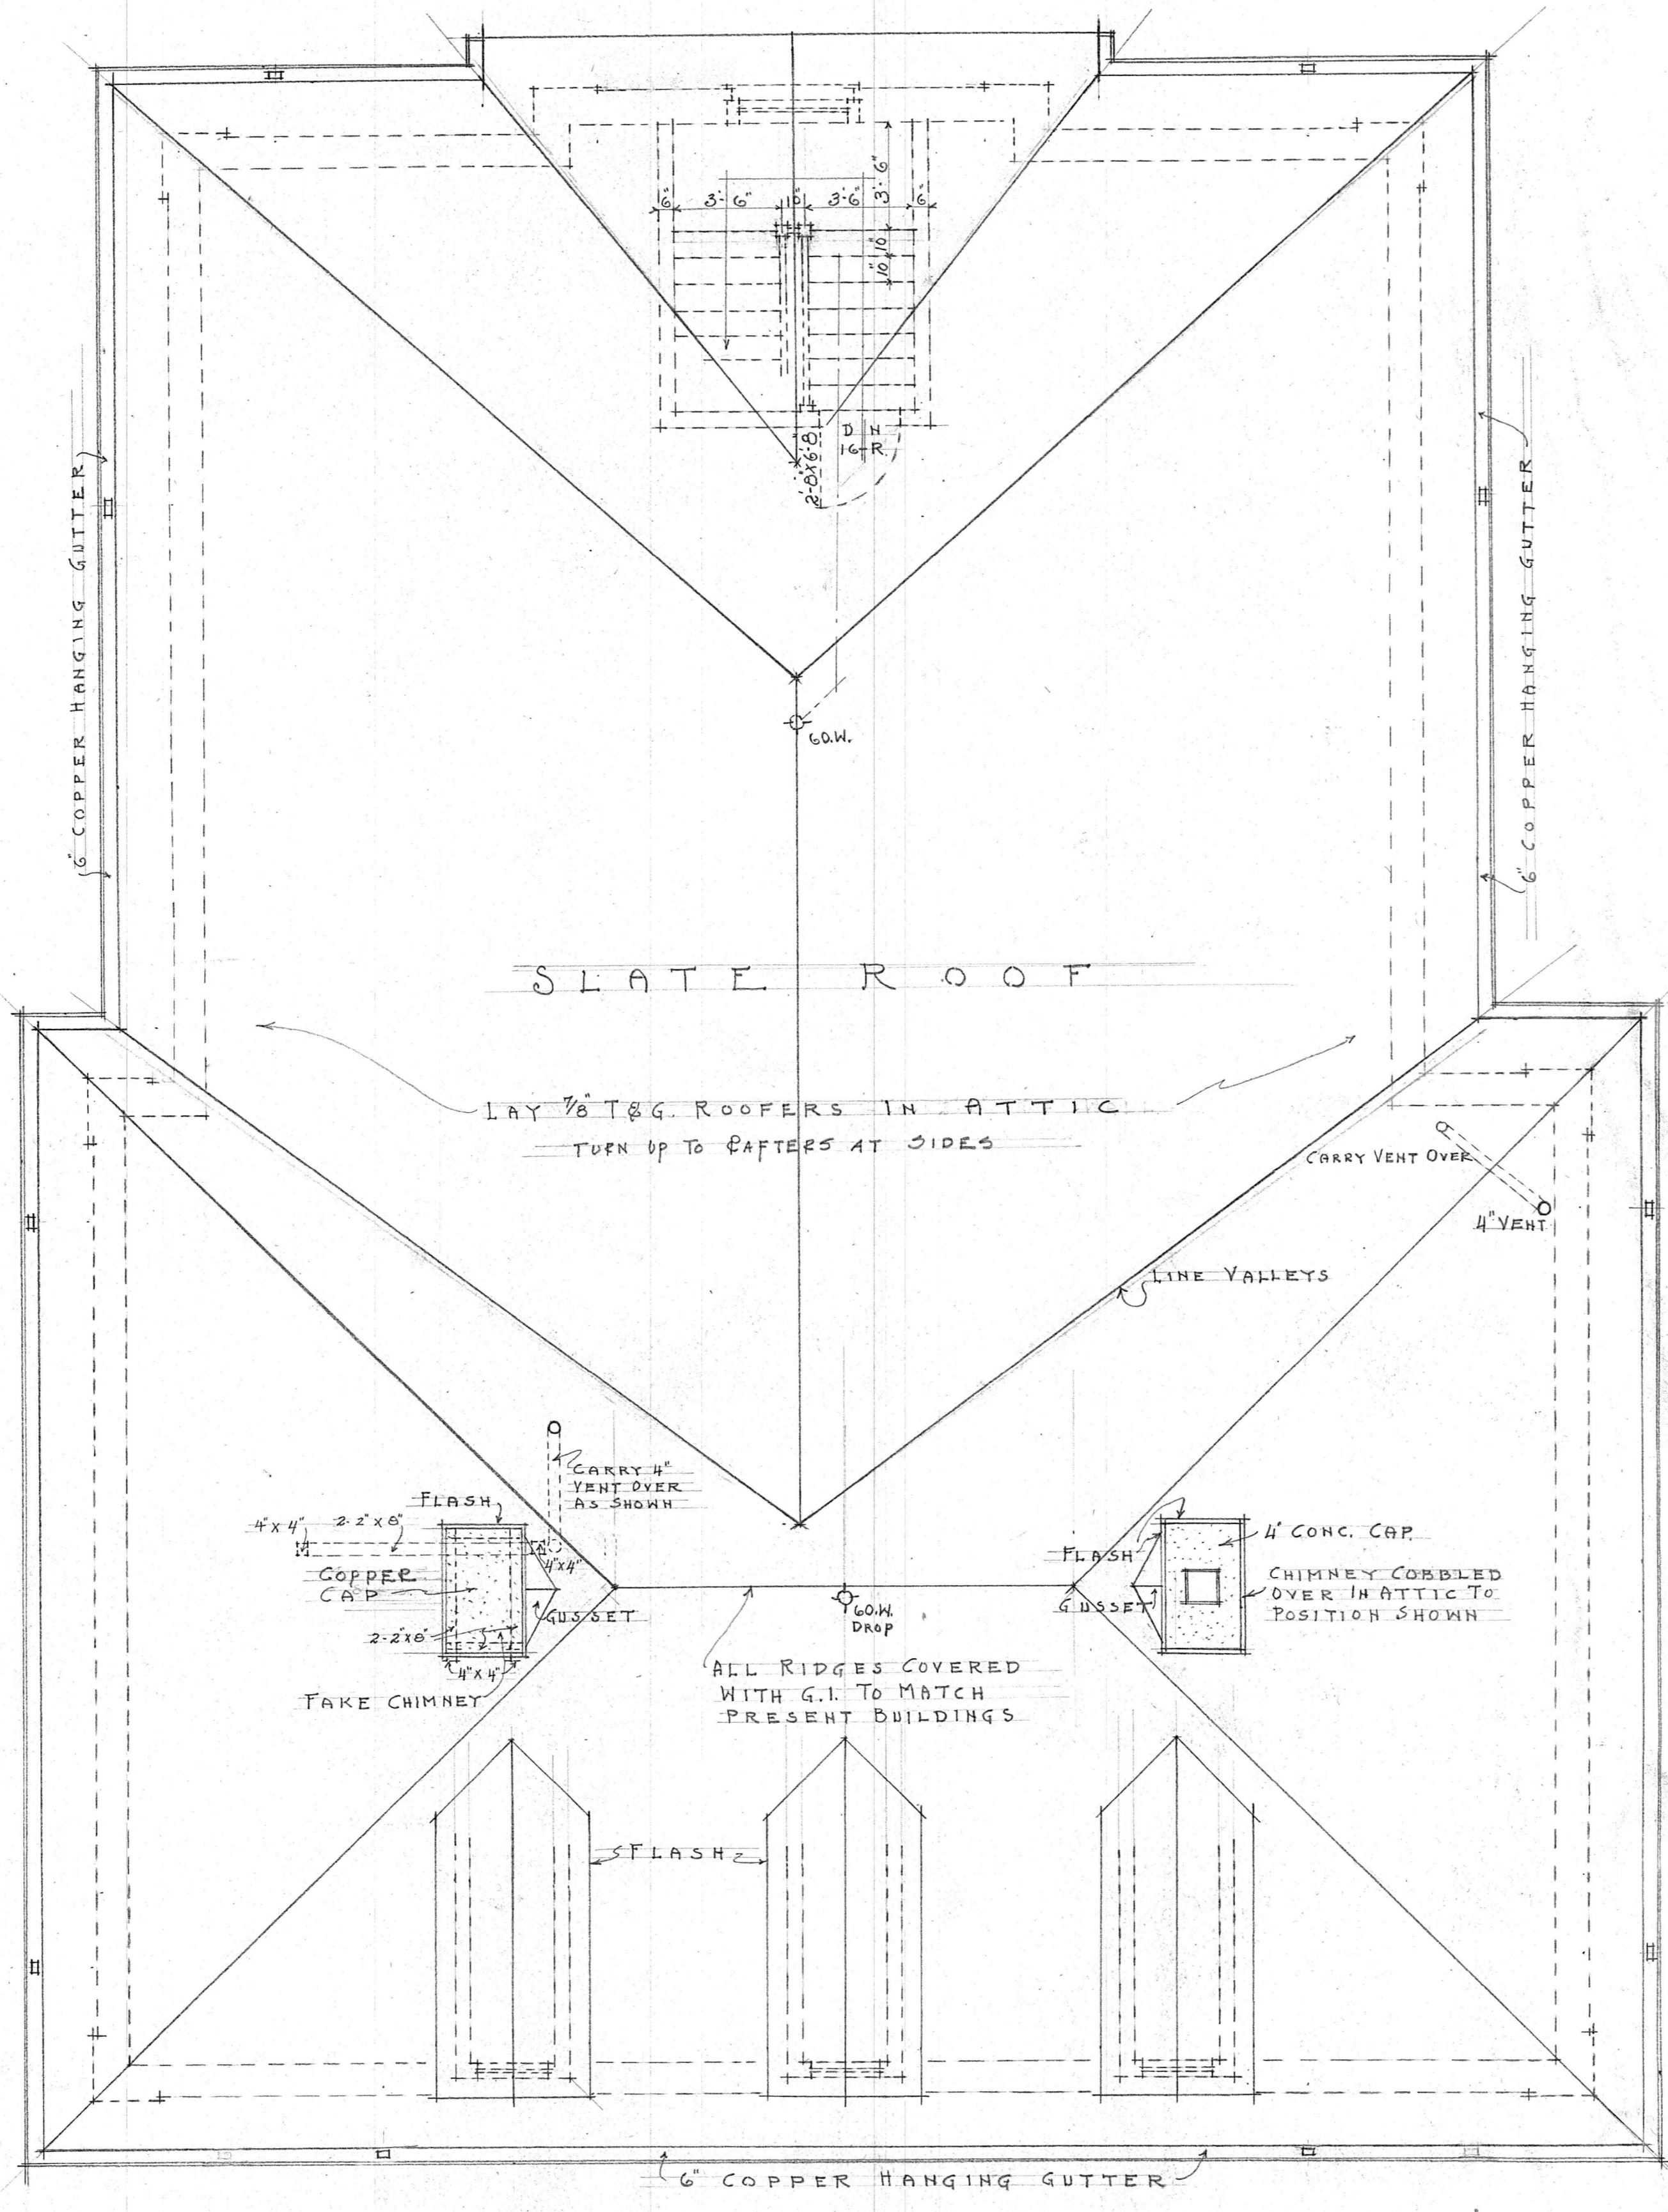 6" 3'-6" 10" 3'-6" 6"
3'-6"
10" 10"
2'-8"x6'-8"
DN
16-R.
6" COPPER HANGING GUTTER
6" COPPER HANGING GUTTER
60.W.
SLATE ROOF
LAY 7/8" T&G. ROOFERS IN ATTIC
TURN UP TO RAFTERS AT SIDES
CARRY VENT OVER
4" VENT
LINE VALLEYS
CARRY 4"
VENT OVER
AS SHOWN
FLASH
4"x4" 2-2"x8"
4"x4"
COPPER
CAP
GUSSET
2-2"x8"
4"x4"
FAKE CHIMNEY
60.W.
DROP
FLASH
GUSSET
4" CONC. CAP.
CHIMNEY COBBLED
OVER IN ATTIC TO
POSITION SHOWN
ALL RIDGES COVERED
WITH G.I. TO MATCH
PRESENT BUILDINGS
FLASH
6" COPPER HANGING GUTTER